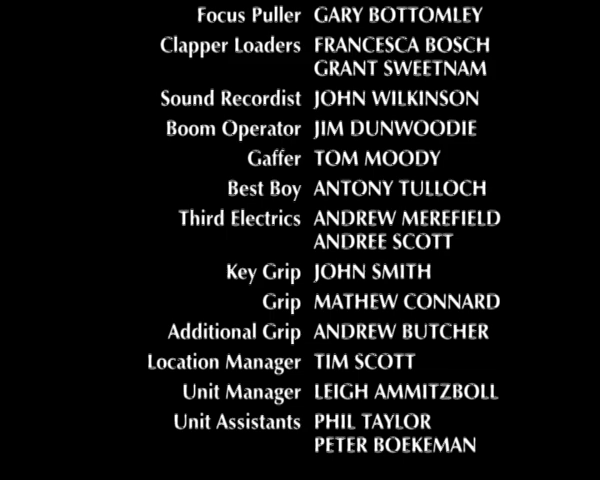 Focus Puller GARY BOTTOMLEY
Clapper Loaders FRANCESCA BOSCH
GRANT SWEETNAM
Sound Recordist JOHN WILKINSON
Boom Operator JIM DUNWOODIE
Gaffer TOM MOODY
Best Boy ANTONY TULLOCH
Third Electrics ANDREW MEREFIELD
ANDREE SCOTT
Key Grip JOHN SMITH
Grip MATHEW CONNARD
Additional Grip ANDREW BUTCHER
Location Manager TIM SCOTT
Unit Manager LEIGH AMMITZBOLL
Unit Assistants PHIL TAYLOR
PETER BOEKEMAN